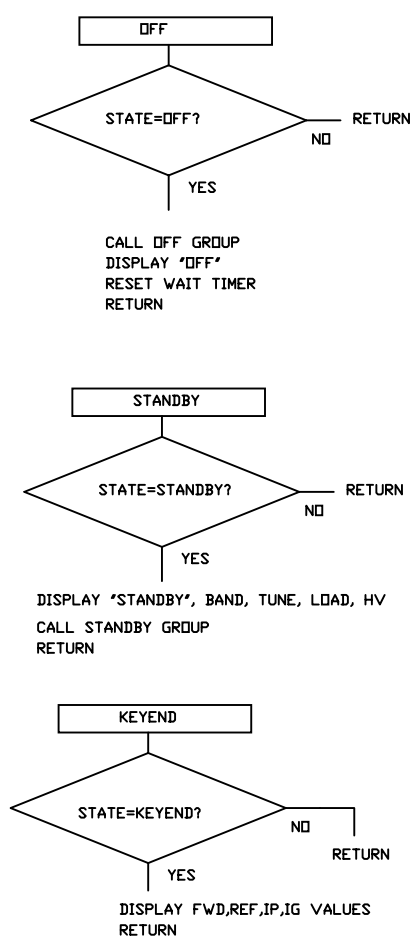 OFF
STATE=OFF?
RETURN
NO
YES
CALL OFF GROUP
DISPLAY "OFF"
RESET WAIT TIMER
RETURN
STANDBY
STATE=STANDBY?
RETURN
NO
YES
DISPLAY "STANDBY", BAND, TUNE, LOAD, HV
CALL STANDBY GROUP
RETURN
KEYEND
STATE=KEYEND?
NO
RETURN
YES
DISPLAY FWD,REF,IP,IG VALUES
RETURN